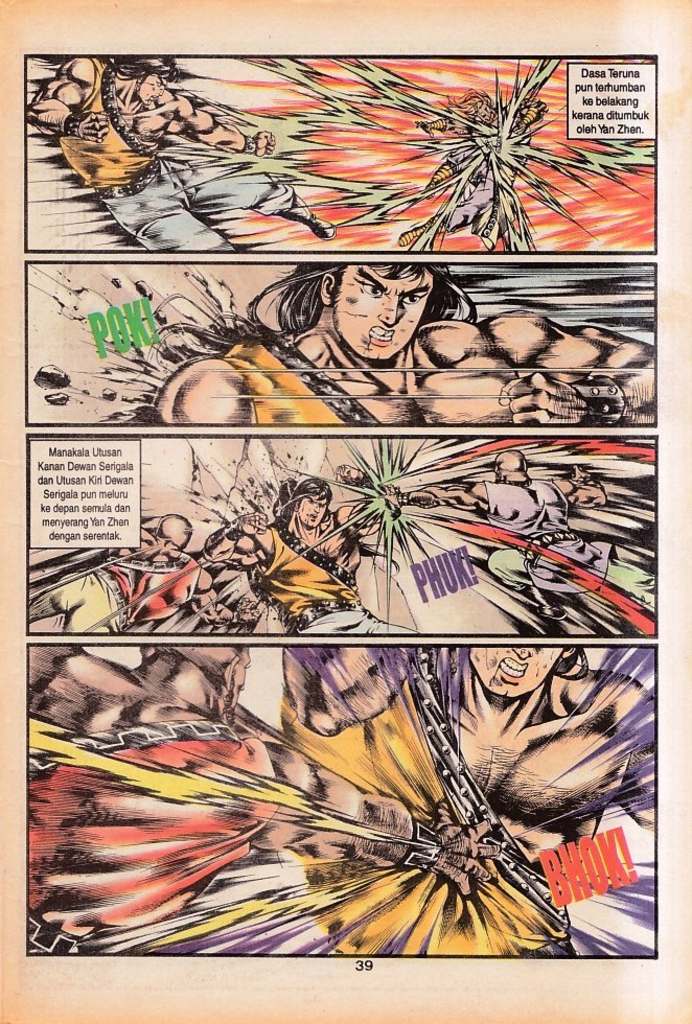 Dasa Teruna
pun terhumban
ke belakang
kerana ditumbuk
oleh Yan Zhen.
POK!
Manakala Utusan
Kanan Dewan Serigala
dan Utusan Kiri Dewan
Serigala pun meluru
ke depan semula dan
menyerang Yan Zhen
dengan serentak.
PHUK!
BHOK!
39